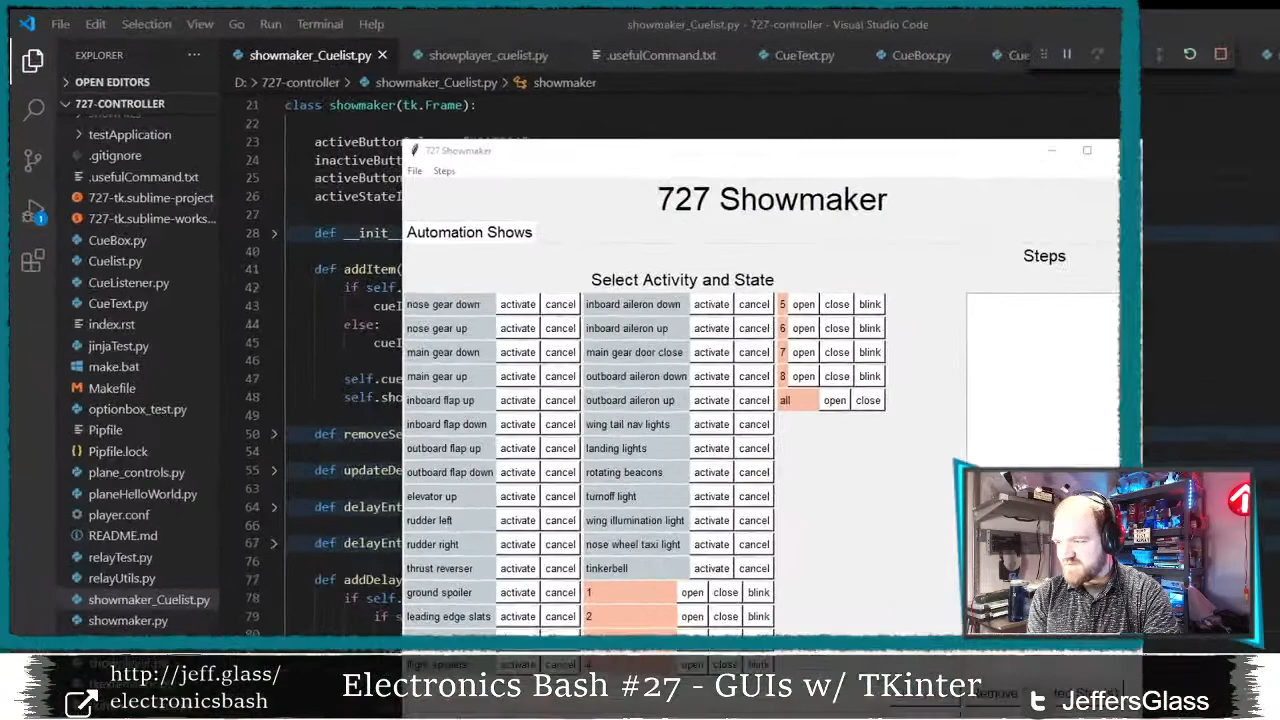 File Edit Selection View Go Run Terminal Help
showmaker_Cuelist.py - 727-controller - Visual Studio Code
EXPLORER
showmaker_Cuelist.py
showplayer_cuelist.py
.usefulCommand.txt
CueText.py
CueBox.py
OPEN EDITORS
D: > 727-controller > showmaker_Cuelist.py > showmaker
727-CONTROLLER
testApplication
.gitignore
.usefulCommand.txt
727-tk.sublime-project
727-tk.sublime-works...
CueBox.py
Cuelist.py
CueListener.py
CueText.py
index.rst
jinjaTest.py
make.bat
Makefile
optionbox_test.py
Pipfile
Pipfile.lock
plane_controls.py
planeHelloWorld.py
player.conf
README.md
relayTest.py
relayUtils.py
showmaker_Cuelist.py
showmaker.py
21 class showmaker(tk.Frame):
22
23 activeButton
24 inactiveButt
25 activeButton
26 activeStateI
27
28 def __init__
40
41 def addItem(
42 if self.
43 cueI
44 else:
45 cueI
46
47 self.cue
48 self.sho
49
50 def removeSe
54
55 def updateDe
63
64 def delayEnt
66
67 def delayEnt
76
77 def addDelay
78 if self.
79 if s
727 Showmaker
File Steps
727 Showmaker
Automation Shows
Steps
Select Activity and State
nose gear down activate cancel inboard aileron down activate cancel 5 open close blink
nose gear up activate cancel inboard aileron up activate cancel 6 open close blink
main gear down activate cancel main gear door close activate cancel 7 open close blink
main gear up activate cancel outboard aileron down activate cancel 8 open close blink
inboard flap up activate cancel outboard aileron up activate cancel all open close
inboard flap down activate cancel wing tail nav lights activate cancel
outboard flap up activate cancel landing lights activate cancel
outboard flap down activate cancel rotating beacons activate cancel
elevator up activate cancel turnoff light activate cancel
rudder left activate cancel wing illumination light activate cancel
rudder right activate cancel nose wheel taxi light activate cancel
thrust reverser activate cancel tinkerbell activate cancel
ground spoiler activate cancel 1 open close blink
leading edge slats activate cancel 2 open close blink
flight spoilers activate cancel 4 open close blink
http://jeff.glass/
electronicsbash
Electronics Bash #27 - GUIs w/ TKinter
JeffersGlass